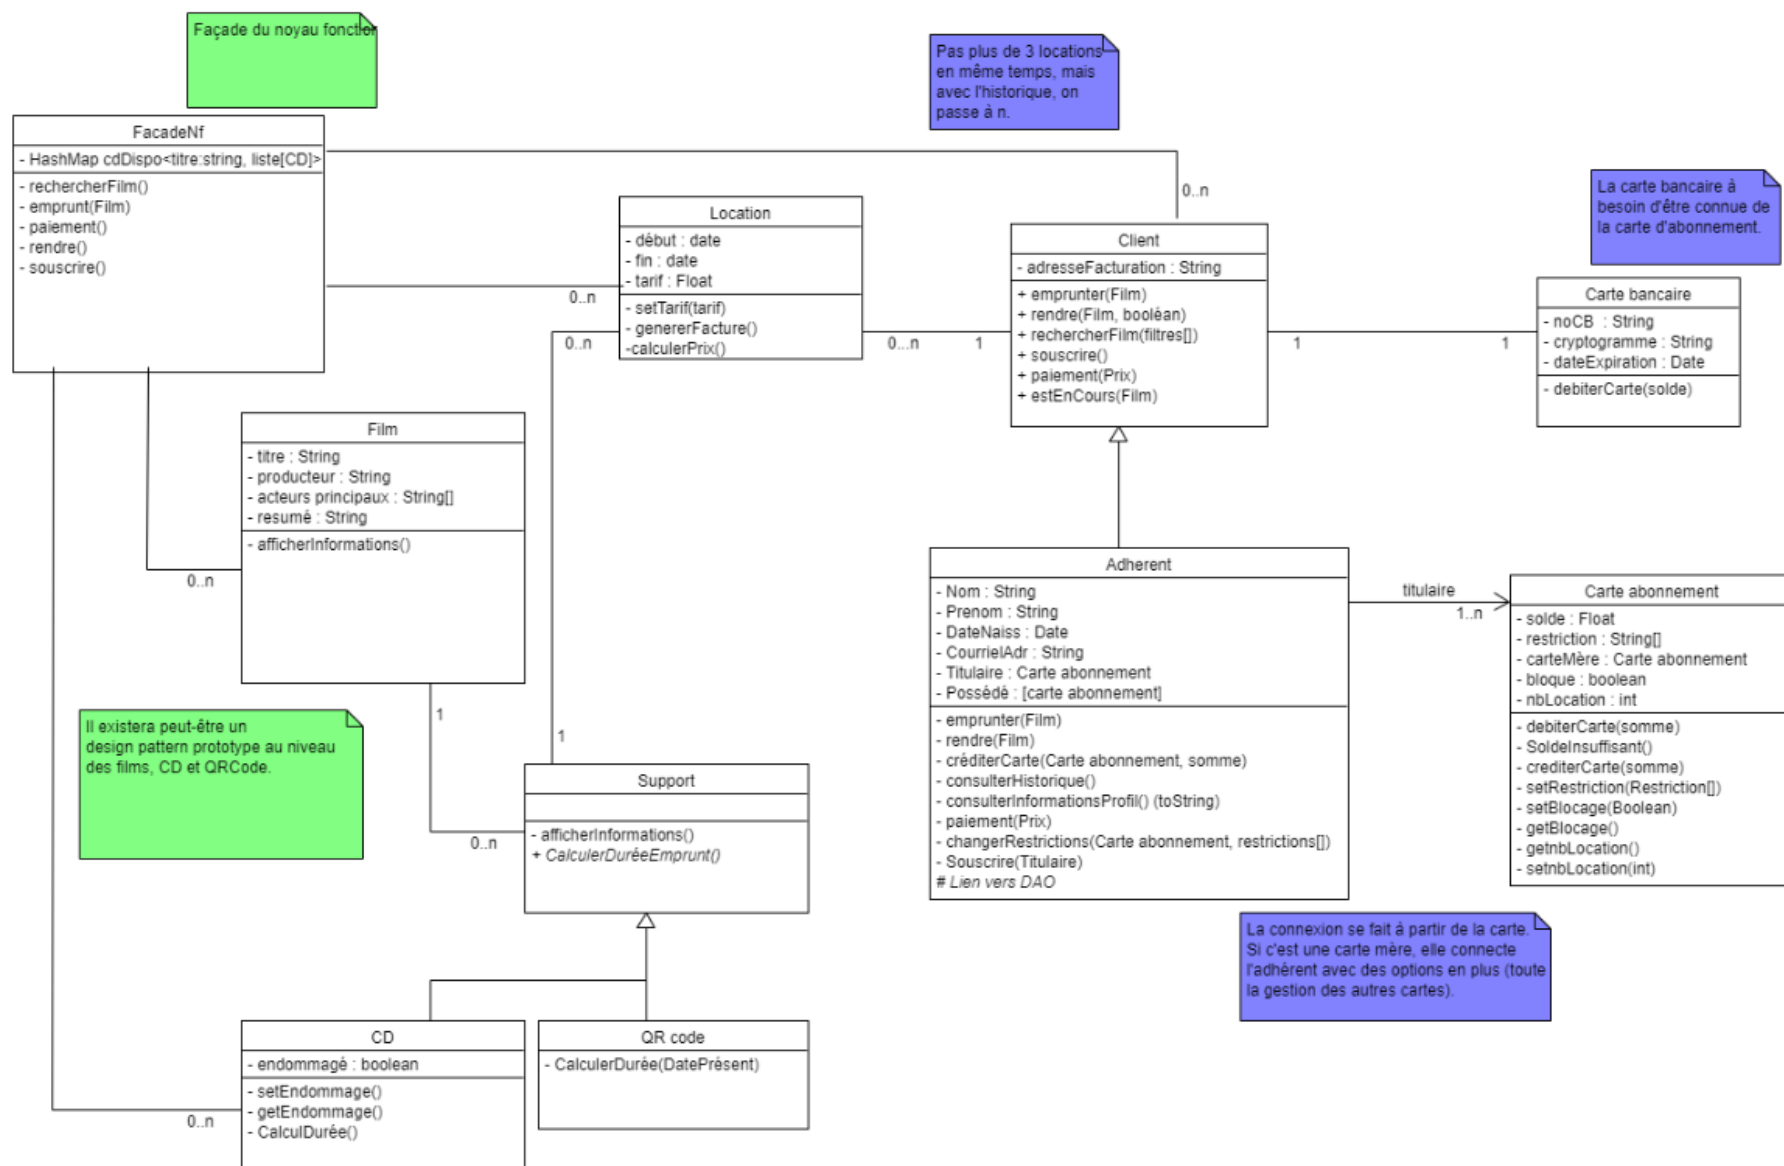 Façade du noyau fonction
Pas plus de 3 locations
en même temps, mais
avec l'historique, on
passe à n.
FacadeNf
- HashMap cdDispo<titre:string, liste[CD]>
- rechercherFilm()
- emprunt(Film)
- paiement()
- rendre()
- souscrire()
0..n
La carte bancaire à
besoin d'être connue de
la carte d'abonnement.
Location
- début : date
- fin : date
- tarif : Float
- setTarif(tarif)
- genererFacture()
-calculerPrix()
0..n
0..n
0..n
1
Client
- adresseFacturation : String
+ emprunter(Film)
+ rendre(Film, booléan)
+ rechercherFilm(filtres[])
+ souscrire()
+ paiement(Prix)
+ estEnCours(Film)
1
1
Carte bancaire
- noCB : String
- cryptogramme : String
- dateExpiration : Date
- debiterCarte(solde)
Film
- titre : String
- producteur : String
- acteurs principaux : String[]
- resumé : String
- afficherInformations()
0..n
1
1
0..n
Adherent
- Nom : String
- Prenom : String
- DateNaiss : Date
- CourrielAdr : String
- Titulaire : Carte abonnement
- Possédé : [carte abonnement]
- emprunter(Film)
- rendre(Film)
- créditerCarte(Carte abonnement, somme)
- consulterHistorique()
- consulterInformationsProfil() (toString)
- paiement(Prix)
- changerRestrictions(Carte abonnement, restrictions[])
- Souscrire(Titulaire)
# Lien vers DAO
titulaire
1..n
Carte abonnement
- solde : Float
- restriction : String[]
- carteMère : Carte abonnement
- bloque : boolean
- nbLocation : int
- debiterCarte(somme)
- SoldeInsuffisant()
- crediterCarte(somme)
- setRestriction(Restriction[])
- setBlocage(Boolean)
- getBlocage()
- getnbLocation()
- setnbLocation(int)
Il existera peut-être un
design pattern prototype au niveau
des films, CD et QRCode.
Support
- afficherInformations()
+ CalculerDuréeEmprunt()
La connexion se fait à partir de la carte.
Si c'est une carte mère, elle connecte
l'adhérent avec des options en plus (toute
la gestion des autres cartes).
CD
- endommagé : boolean
- setEndommage()
- getEndommage()
- CalculDurée()
0..n
QR code
- CalculerDurée(DatePrésent)